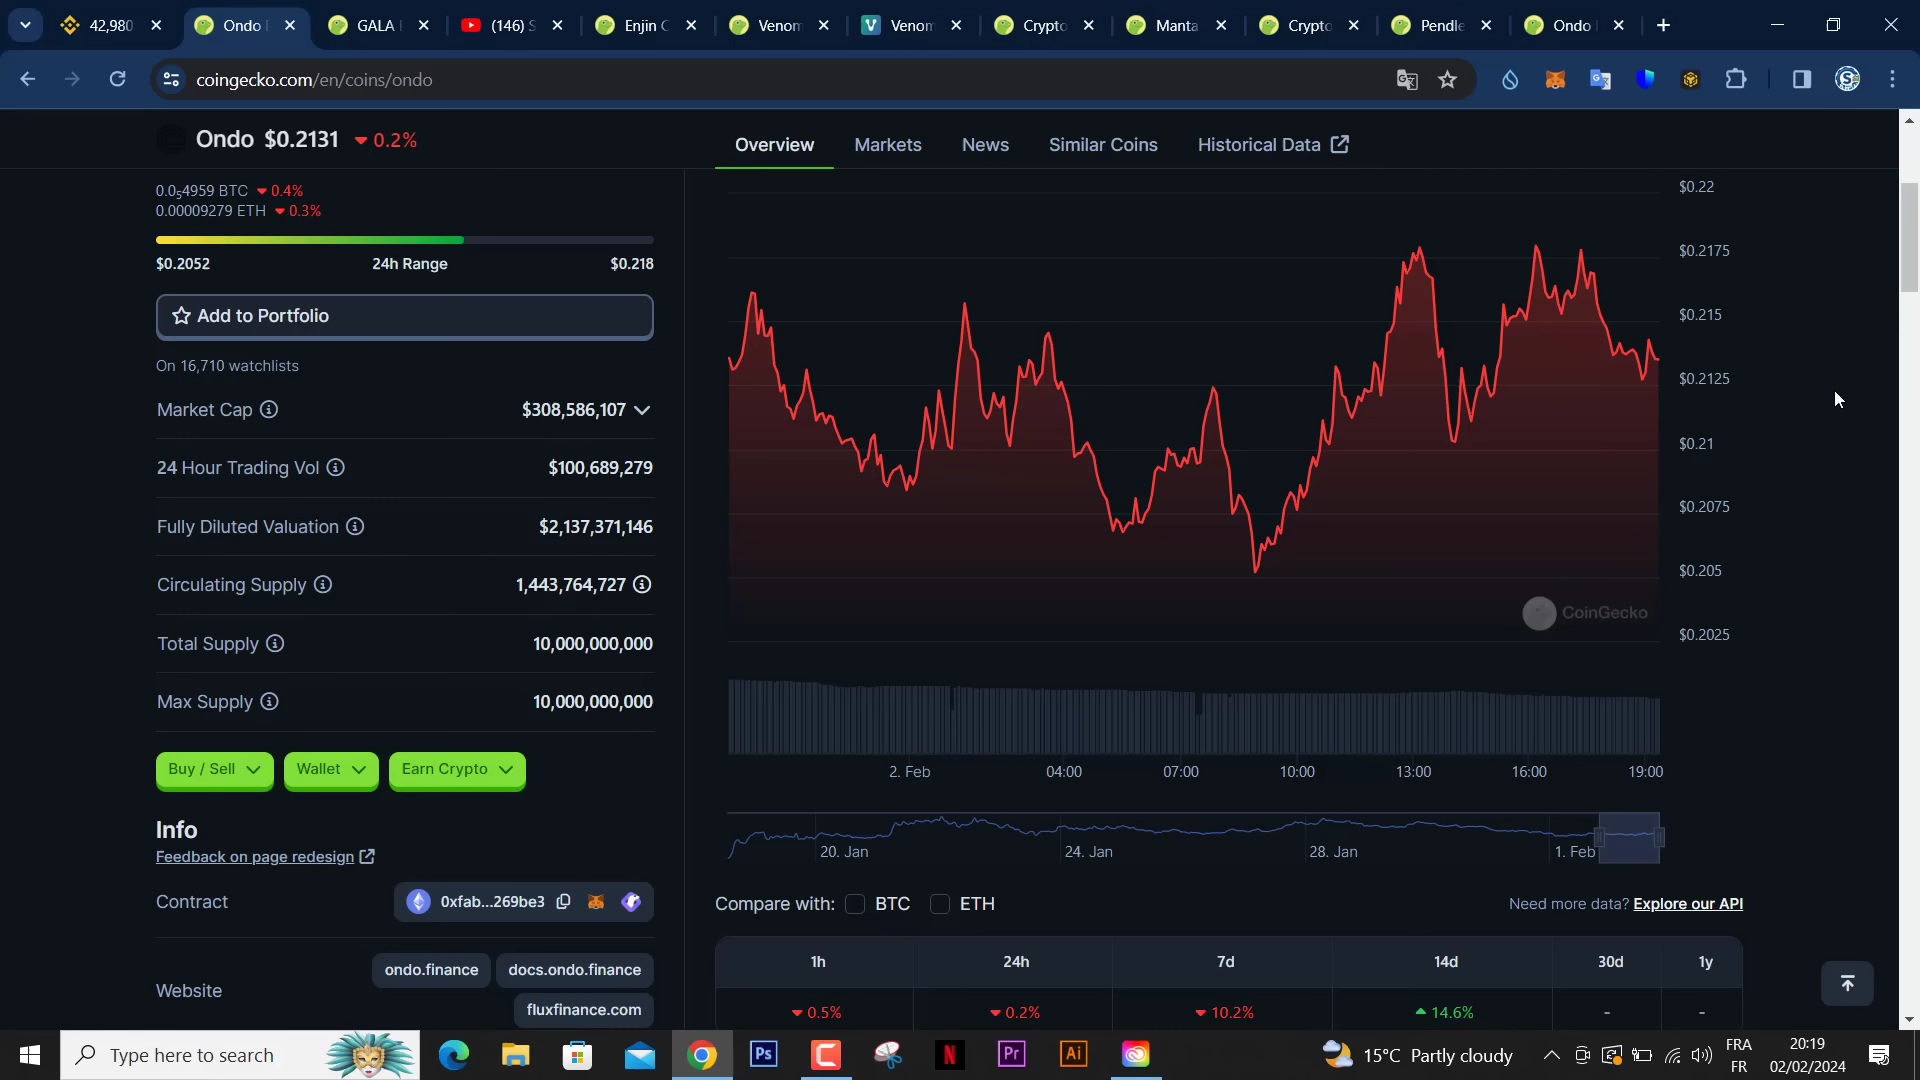 42,980
Ondo
GALA
(146) S
Enjin C
Venom
Venom
Crypto
Manta
Crypto
Pendle
Ondo
coingecko.com/en/coins/ondo
Ondo $0.2131 0.2%
Overview
Markets
News
Similar Coins
Historical Data
0.0₅4959 BTC 0.4%
0.00009279 ETH 0.3%
$0.2052 24h Range $0.218
Add to Portfolio
On 16,710 watchlists
Market Cap $308,586,107
24 Hour Trading Vol $100,689,279
Fully Diluted Valuation $2,137,371,146
Circulating Supply 1,443,764,727
Total Supply 10,000,000,000
Max Supply 10,000,000,000
Buy / Sell
Wallet
Earn Crypto
Info
Feedback on page redesign
Contract 0xfab...269be3
Website
ondo.finance
docs.ondo.finance
fluxfinance.com
$0.22
$0.2175
$0.215
$0.2125
$0.21
$0.2075
$0.205
$0.2025
CoinGecko
2. Feb 04:00 07:00 10:00 13:00 16:00 19:00
20. Jan 24. Jan 28. Jan 1. Feb
Compare with: BTC ETH
Need more data? Explore our API
1h 24h 7d 14d 30d 1y
0.5% 0.2% 10.2% 14.6% - -
Type here to search
Ps
N
Pr
Ai
15°C Partly cloudy
FRA
FR
20:19
02/02/2024